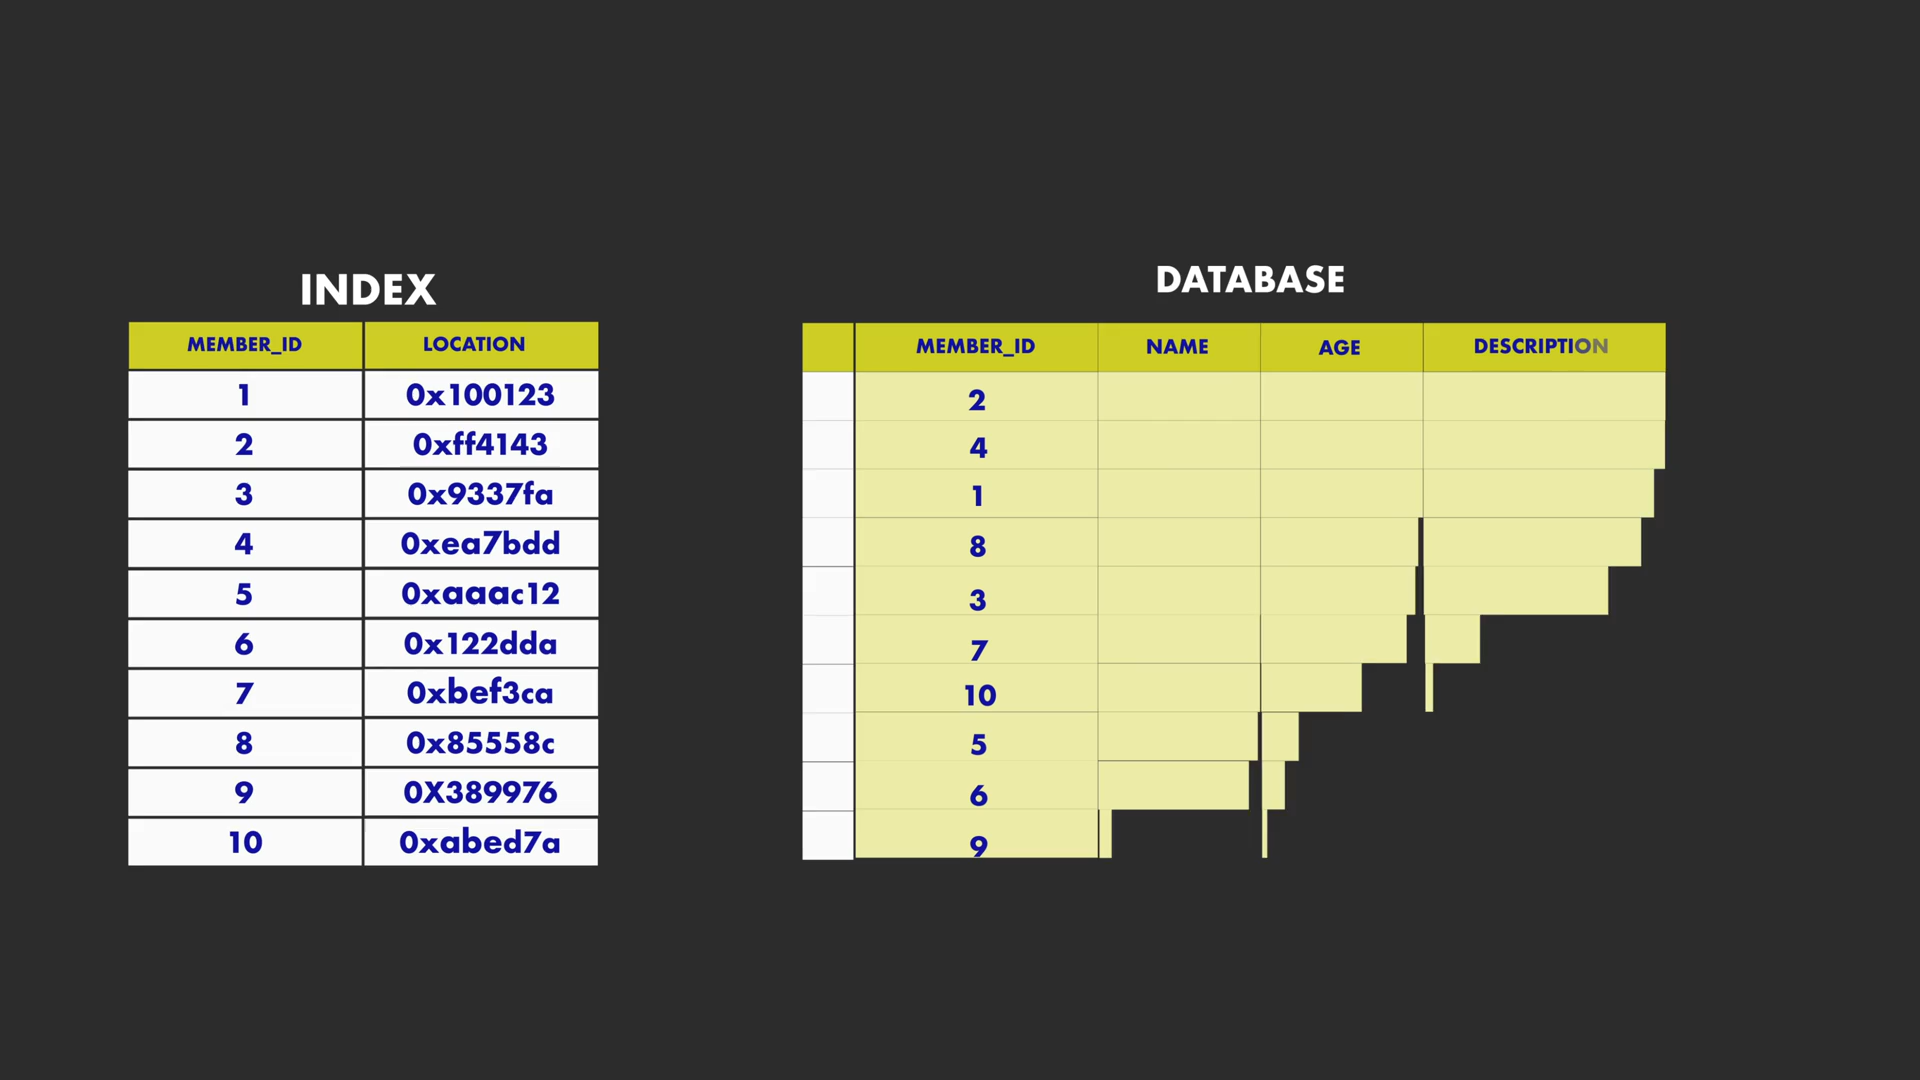 INDEX
MEMBER_ID LOCATION
1 0x100123
2 0xff4143
3 0x9337fa
4 0xea7bdd
5 0xaaac12
6 0x122dda
7 0xbef3ca
8 0x85558c
9 0X389976
10 0xabed7a
DATABASE
MEMBER_ID NAME AGE DESCRIPTION
2
4
1
8
3
7
10
5
6
9